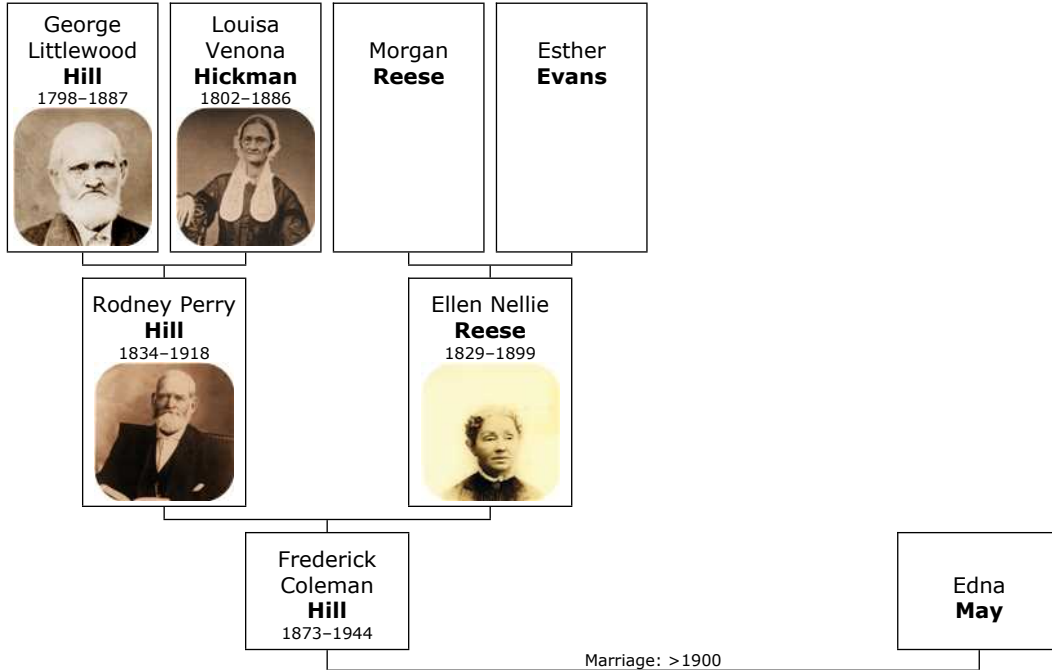 George
Littlewood
Hill
1798–1887
Louisa
Venona
Hickman
1802–1886
Morgan
Reese
Esther
Evans
Rodney Perry
Hill
1834–1918
Ellen Nellie
Reese
1829–1899
Frederick
Coleman
Hill
1873–1944
Edna
May
Marriage: >1900